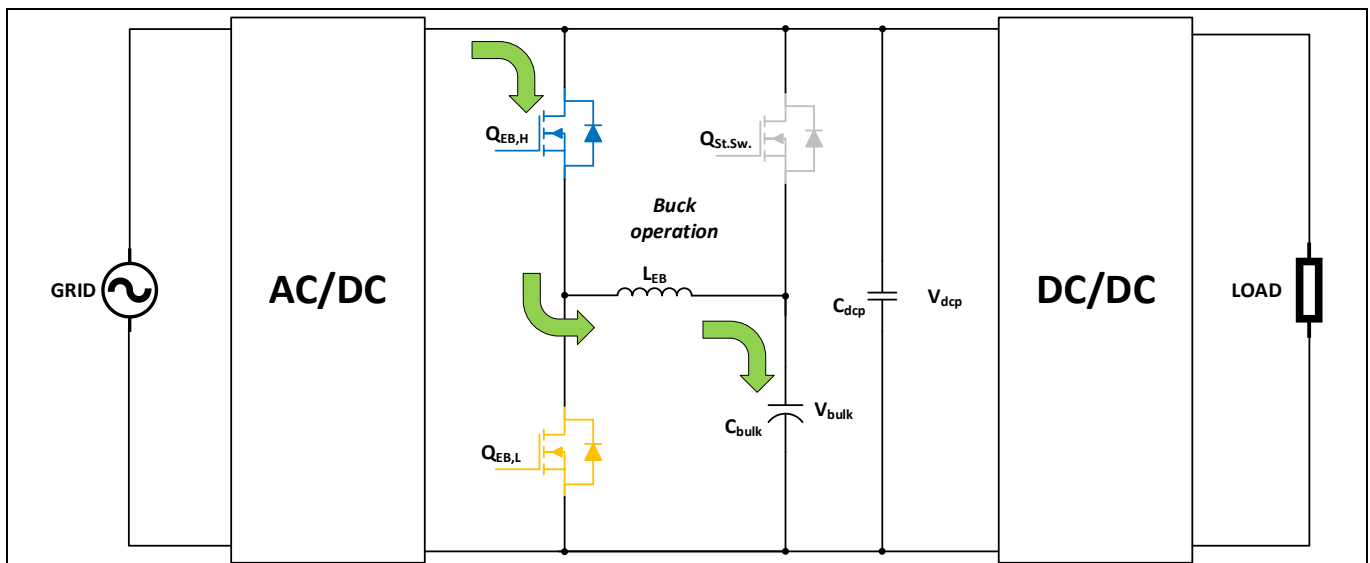 Q_EB,H
Q_St.Sw.
Buck
operation
L_EB
GRID
AC/DC
C_dcp
V_dcp
DC/DC
LOAD
V_bulk
C_bulk
Q_EB,L